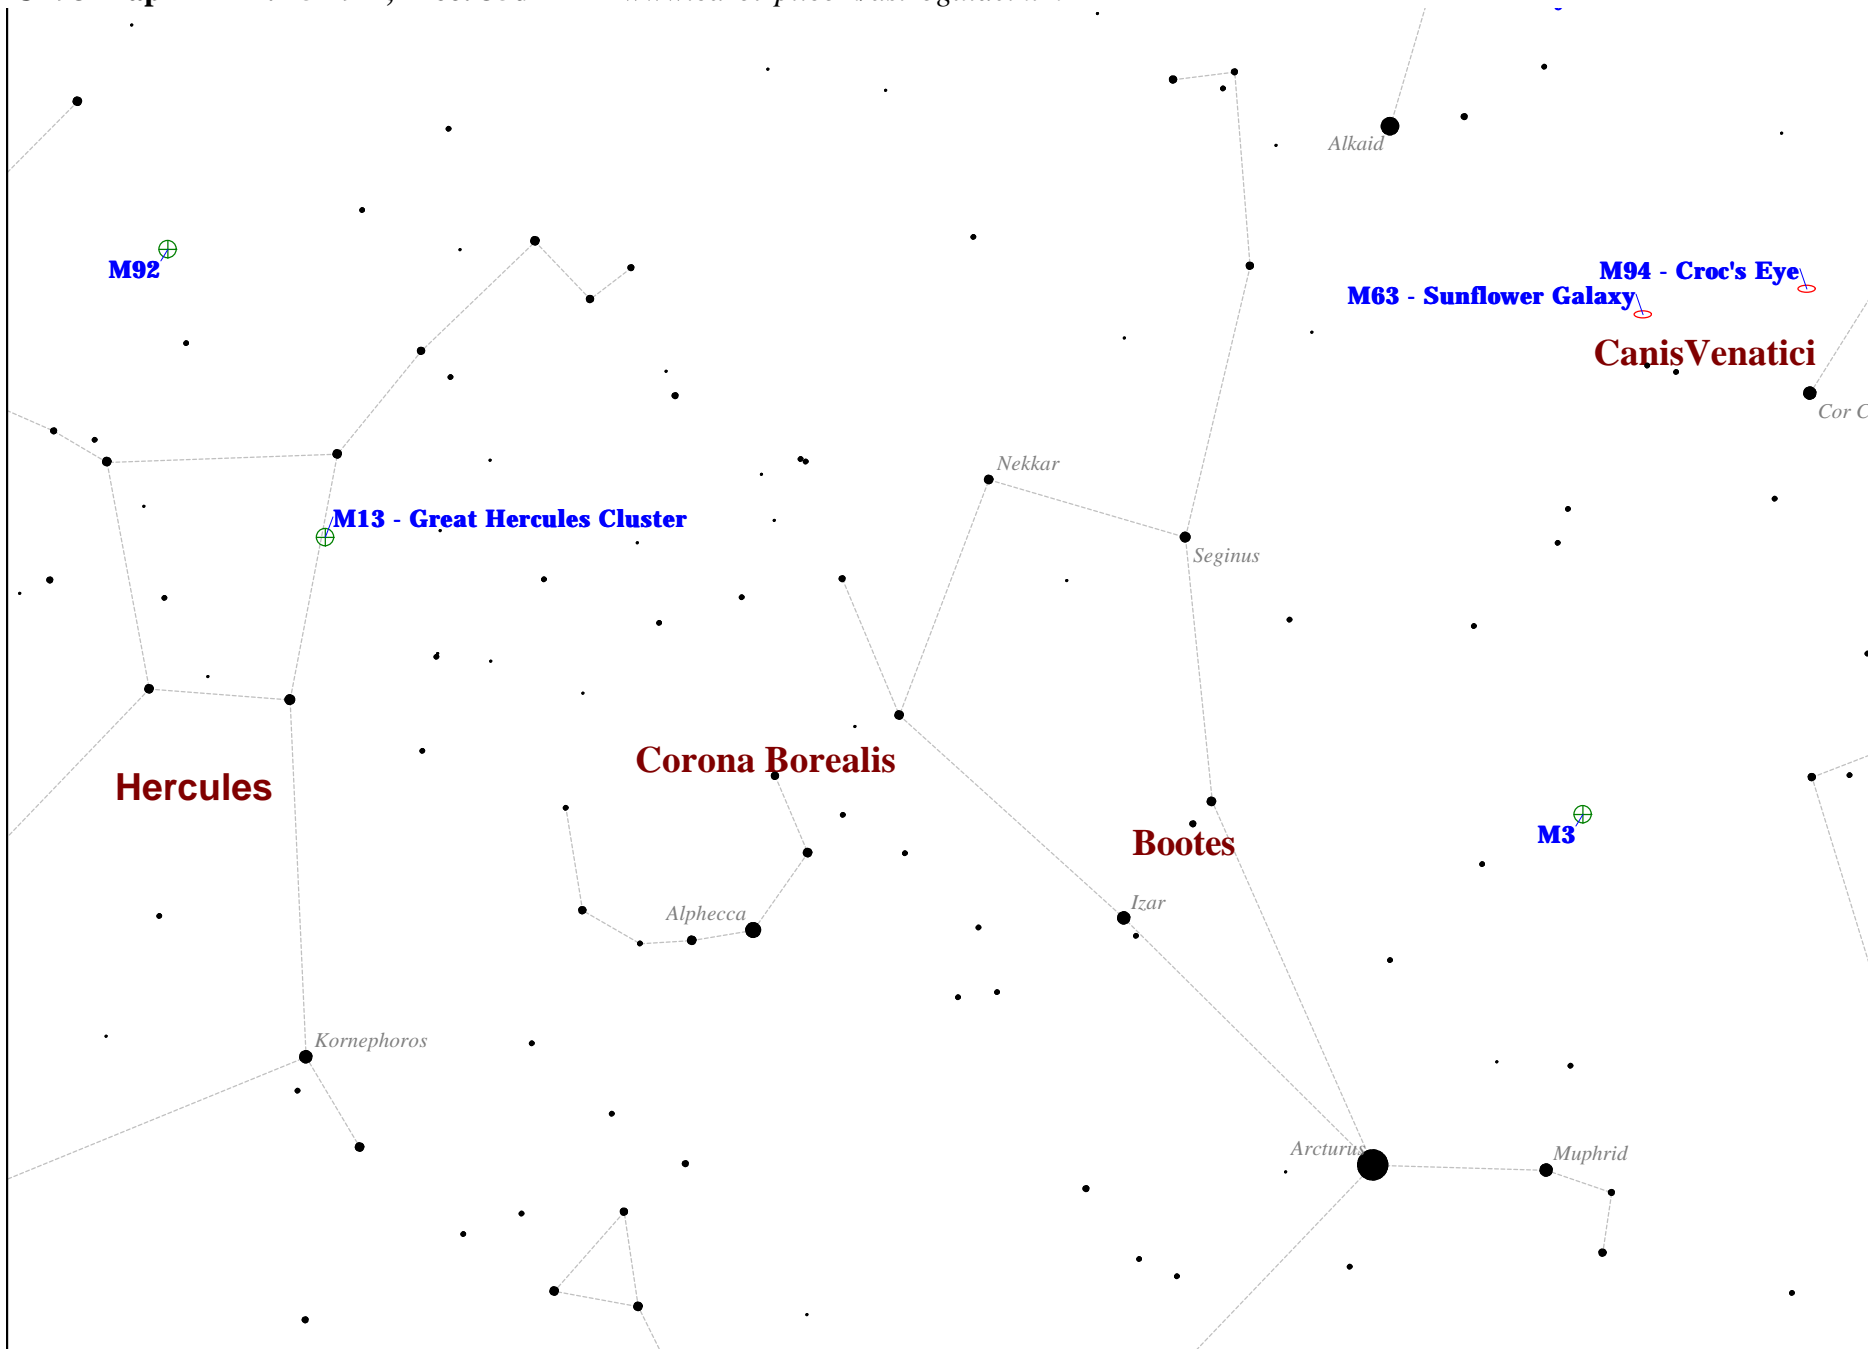 Alkaid
M92
M94 - Croc's Eye
M63 - Sunflower Galaxy
CanisVenatici
Cor C
Nekkar
M13 - Great Hercules Cluster
Seginus
Corona Borealis
Hercules
M3
Bootes
Izar
Alphecca
Kornephoros
Arcturus
Muphrid